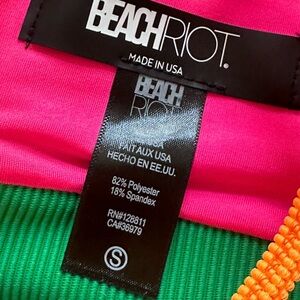 BEACHRIOT.
MADE IN USA
BEACH
RIOT
FAIT AUX USA
HECHO EN EE.UU.
82% Polyester
18% Spandex
RN#128811
CA#36979
S